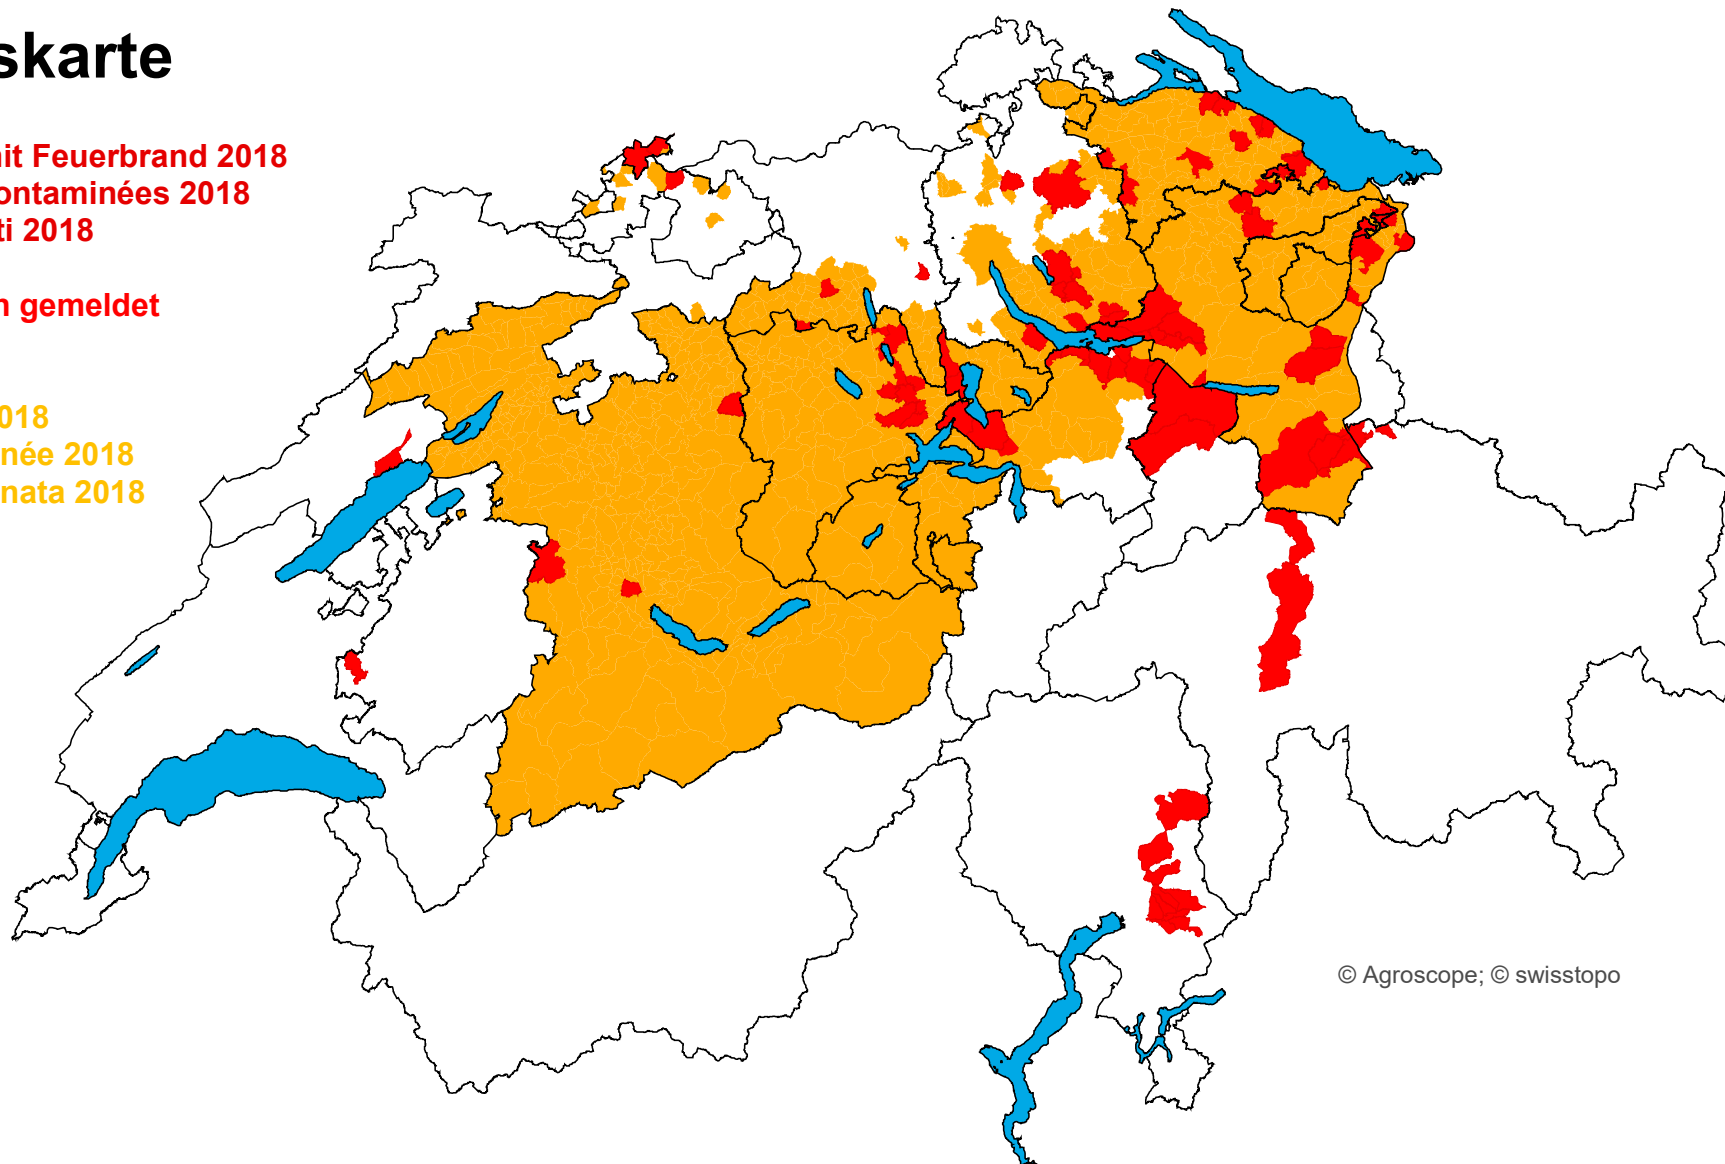 skarte
it Feuerbrand 2018
ontaminées 2018
ti 2018
n gemeldet
018
née 2018
nata 2018
© Agroscope; © swisstopo